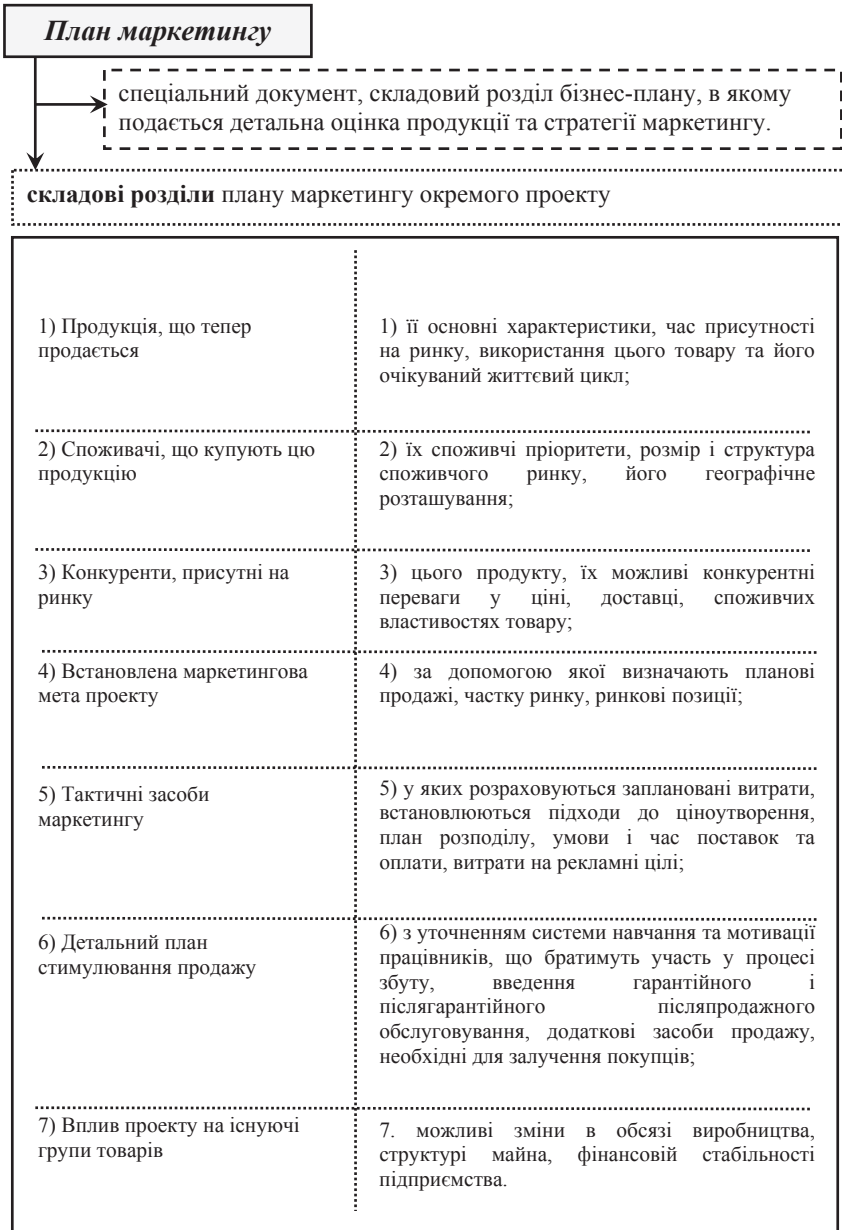 План маркетингу
спеціальний документ, складовий розділ бізнес-плану, в якому
подається детальна оцінка продукції та стратегії маркетингу.
складові розділи плану маркетингу окремого проекту
1) Продукція, що тепер
продається
1) її основні характеристики, час присутності
на ринку, використання цього товару та його
очікуваний життєвий цикл;
2) Споживачі, що купують цю
продукцію
2) їх споживчі пріоритети, розмір і структура
споживчого ринку, його географічне
розташування;
3) Конкуренти, присутні на
ринку
3) цього продукту, їх можливі конкурентні
переваги у ціні, доставці, споживчих
властивостях товару;
4) Встановлена маркетингова
мета проекту
4) за допомогою якої визначають планові
продажі, частку ринку, ринкові позиції;
5) Тактичні засоби
маркетингу
5) у яких розраховуються заплановані витрати,
встановлюються підходи до ціноутворення,
план розподілу, умови і час поставок та
оплати, витрати на рекламні цілі;
6) Детальний план
стимулювання продажу
6) з уточненням системи навчання та мотивації
працівників, що братимуть участь у процесі
збуту, введення гарантійного і
післягарантійного післяпродажного
обслуговування, додаткові засоби продажу,
необхідні для залучення покупців;
7) Вплив проекту на існуючі
групи товарів
7. можливі зміни в обсязі виробництва,
структурі майна, фінансовій стабільності
підприємства.